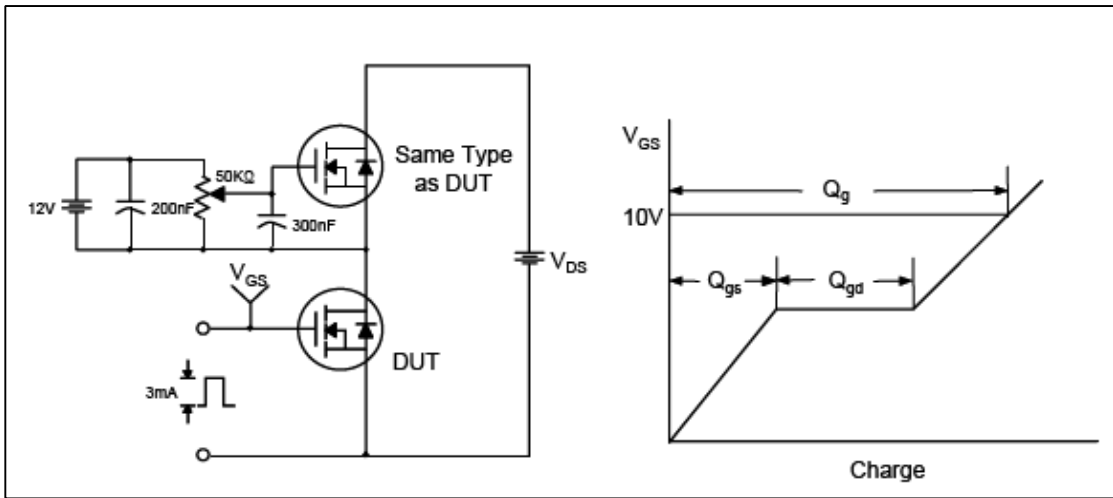 Same Type
as DUT
50KΩ
12V
200nF
300nF
V_GS
V_DS
DUT
3mA
V_GS
Q_g
10V
Q_gs
Q_gd
Charge